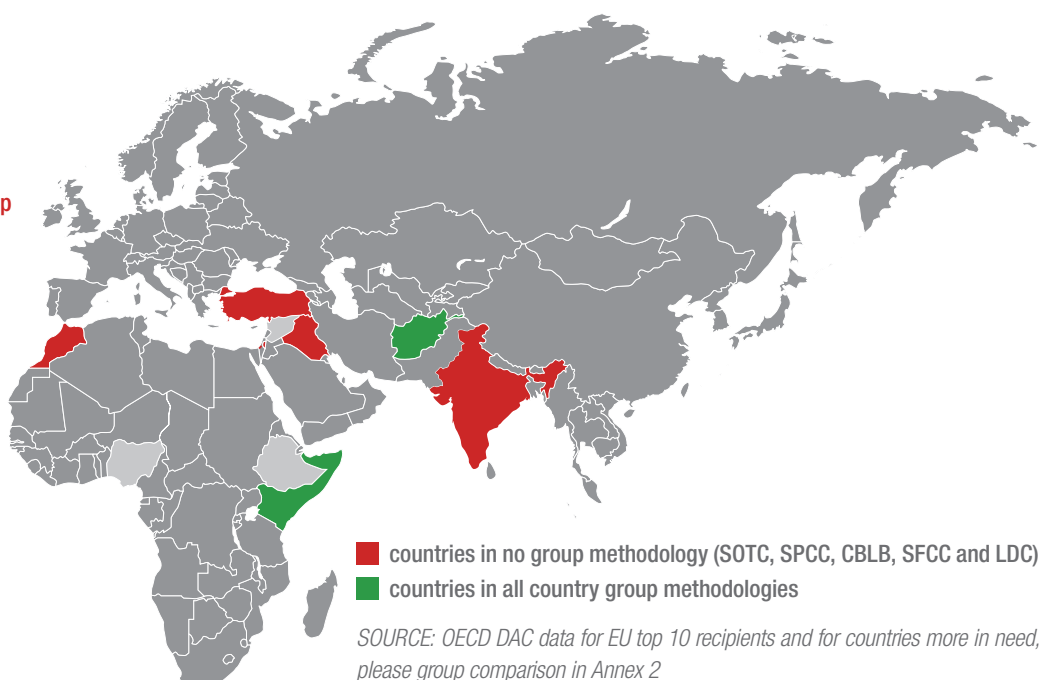 p
countries in no group methodology (SOTC, SPCC, CBLB, SFCC and LDC)
countries in all country group methodologies
SOURCE: OECD DAC data for EU top 10 recipients and for countries more in need,
please group comparison in Annex 2